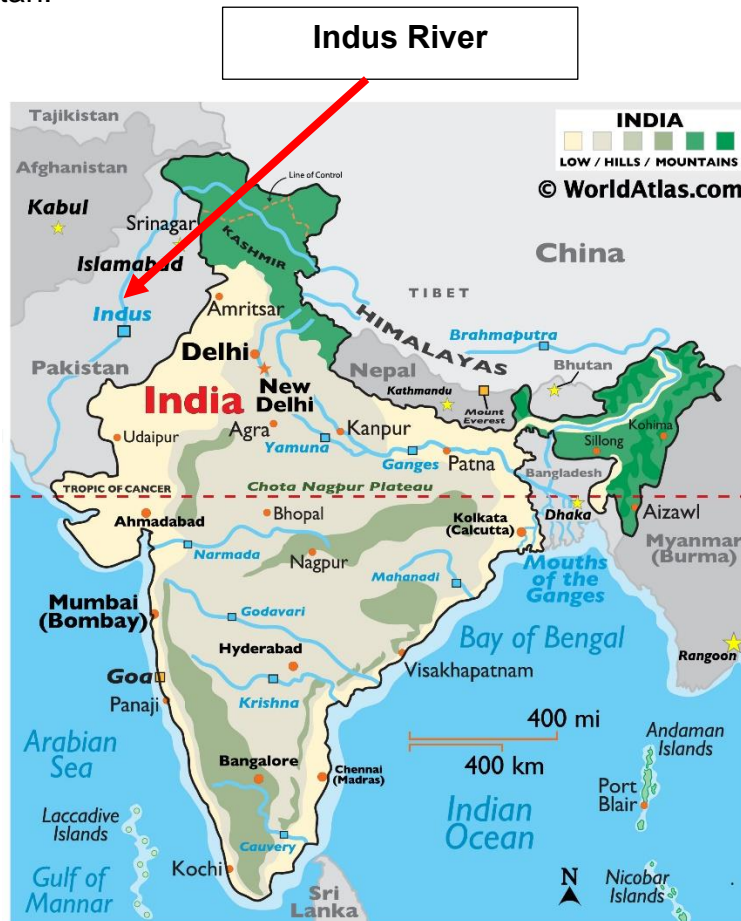 Indus River
Tajikistan
INDIA
LOW / HILLS / MOUNTAINS
© WorldAtlas.com
Afghanistan
Kabul
Line of Control
Srinagar
KASHMIR
Islamabad
China
TIBET
Indus
Amritsar
HIMALAYAS
Brahmaputra
Delhi
Pakistan
Nepal
Bhutan
India
New
Delhi
Kathmandu
Mount
Everest
Kohima
Udaipur
Agra
Kanpur
Sillong
Yamuna
Ganges
Patna
Bangladesh
TROPIC OF CANCER
Chota Nagpur Plateau
Ahmadabad
Bhopal
Kolkata
(Calcutta)
Dhaka
Aizawl
Narmada
Nagpur
Myanmar
(Burma)
Mahanadi
Mouths
of the
Ganges
Mumbai
(Bombay)
Godavari
Bay of Bengal
Hyderabad
Rangoon
Goa
Visakhapatnam
Krishna
Panaji
400 mi
Andaman
Islands
Arabian
Sea
400 km
Bangalore
Chennai
(Madras)
Port
Blair
Indian
Ocean
Laccadive
Islands
Cauvery
Kochi
Gulf of
Mannar
N
Nicobar
Islands
Sri
Lanka